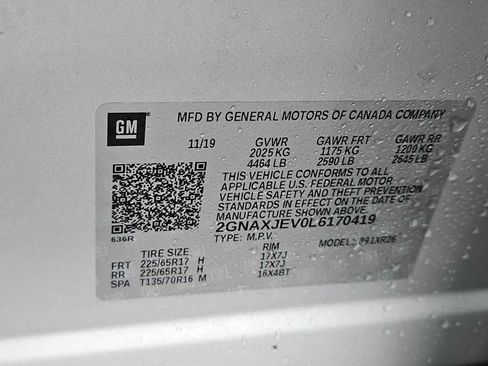 GM
MFD BY GENERAL MOTORS OF CANADA COMPANY
11/19 GVWR GAWR FRT GAWR RR
2025 KG 1175 KG 1200 KG
4464 LB 2590 LB 2645 LB
THIS VEHICLE CONFORMS TO ALL
APPLICABLE U.S. FEDERAL MOTOR
VEHICLE SAFETY AND THEFT PREVENTION
STANDARDS IN EFFECT ON THE DATE OF
MANUFACTURE SHOWN ABOVE.
2GNAXJEV0L6170419
636R TYPE: M.P.V. MODEL: 891XR26
TIRE SIZE RIM
FRT 225/65R17 H 17X7J
RR 225/65R17 H 17X7J
SPA T135/70R16 M 16X4BT